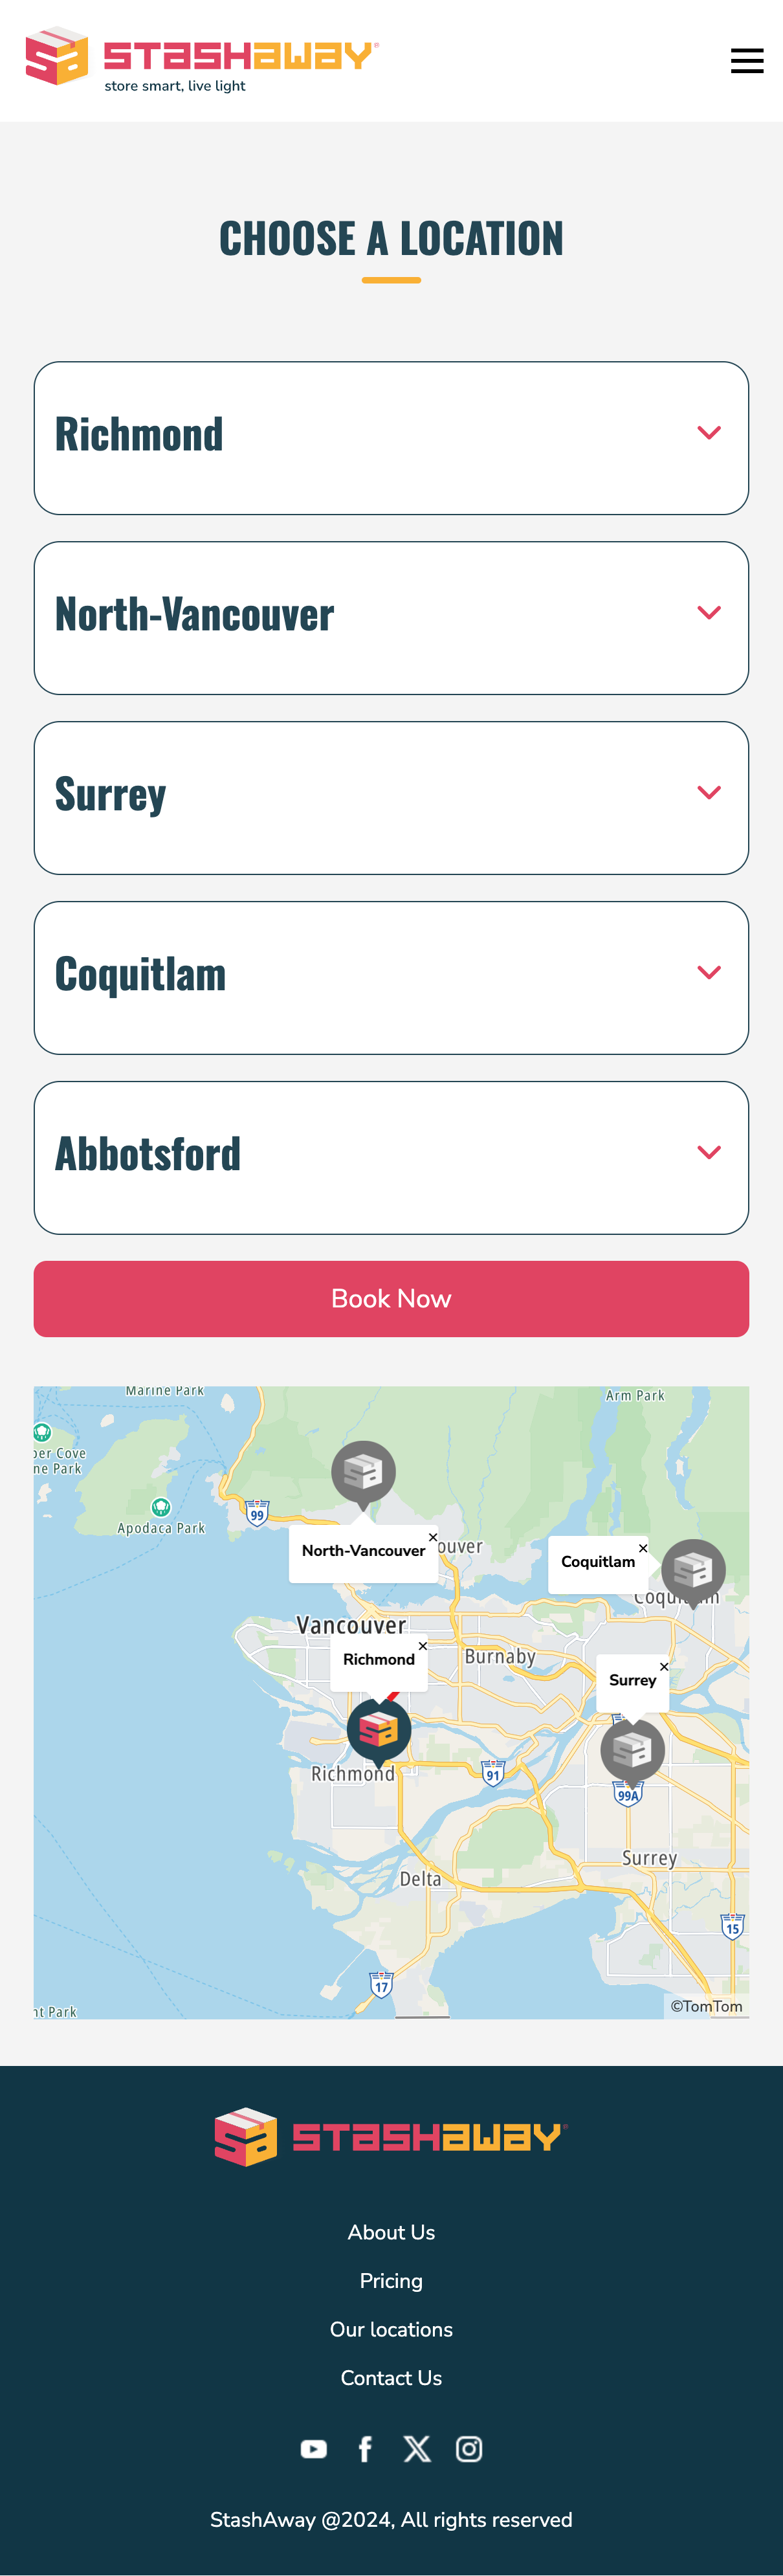 STASHAWAY
store smart, live light
CHOOSE A LOCATION
Richmond
North-Vancouver
Surrey
Coquitlam
Abbotsford
Book Now
Marine Park
Arm Park
per Cove
ne Park
99
Apodaca Park
North-Vancouver
×
ouver
Coquitlam
×
Vancouver
Richmond
×
Burnaby
Surrey
×
Richmond
91
99A
Surrey
Delta
15
17
nt Park
©TomTom
STASHAWAY
About Us
Pricing
Our locations
Contact Us
StashAway @2024, All rights reserved